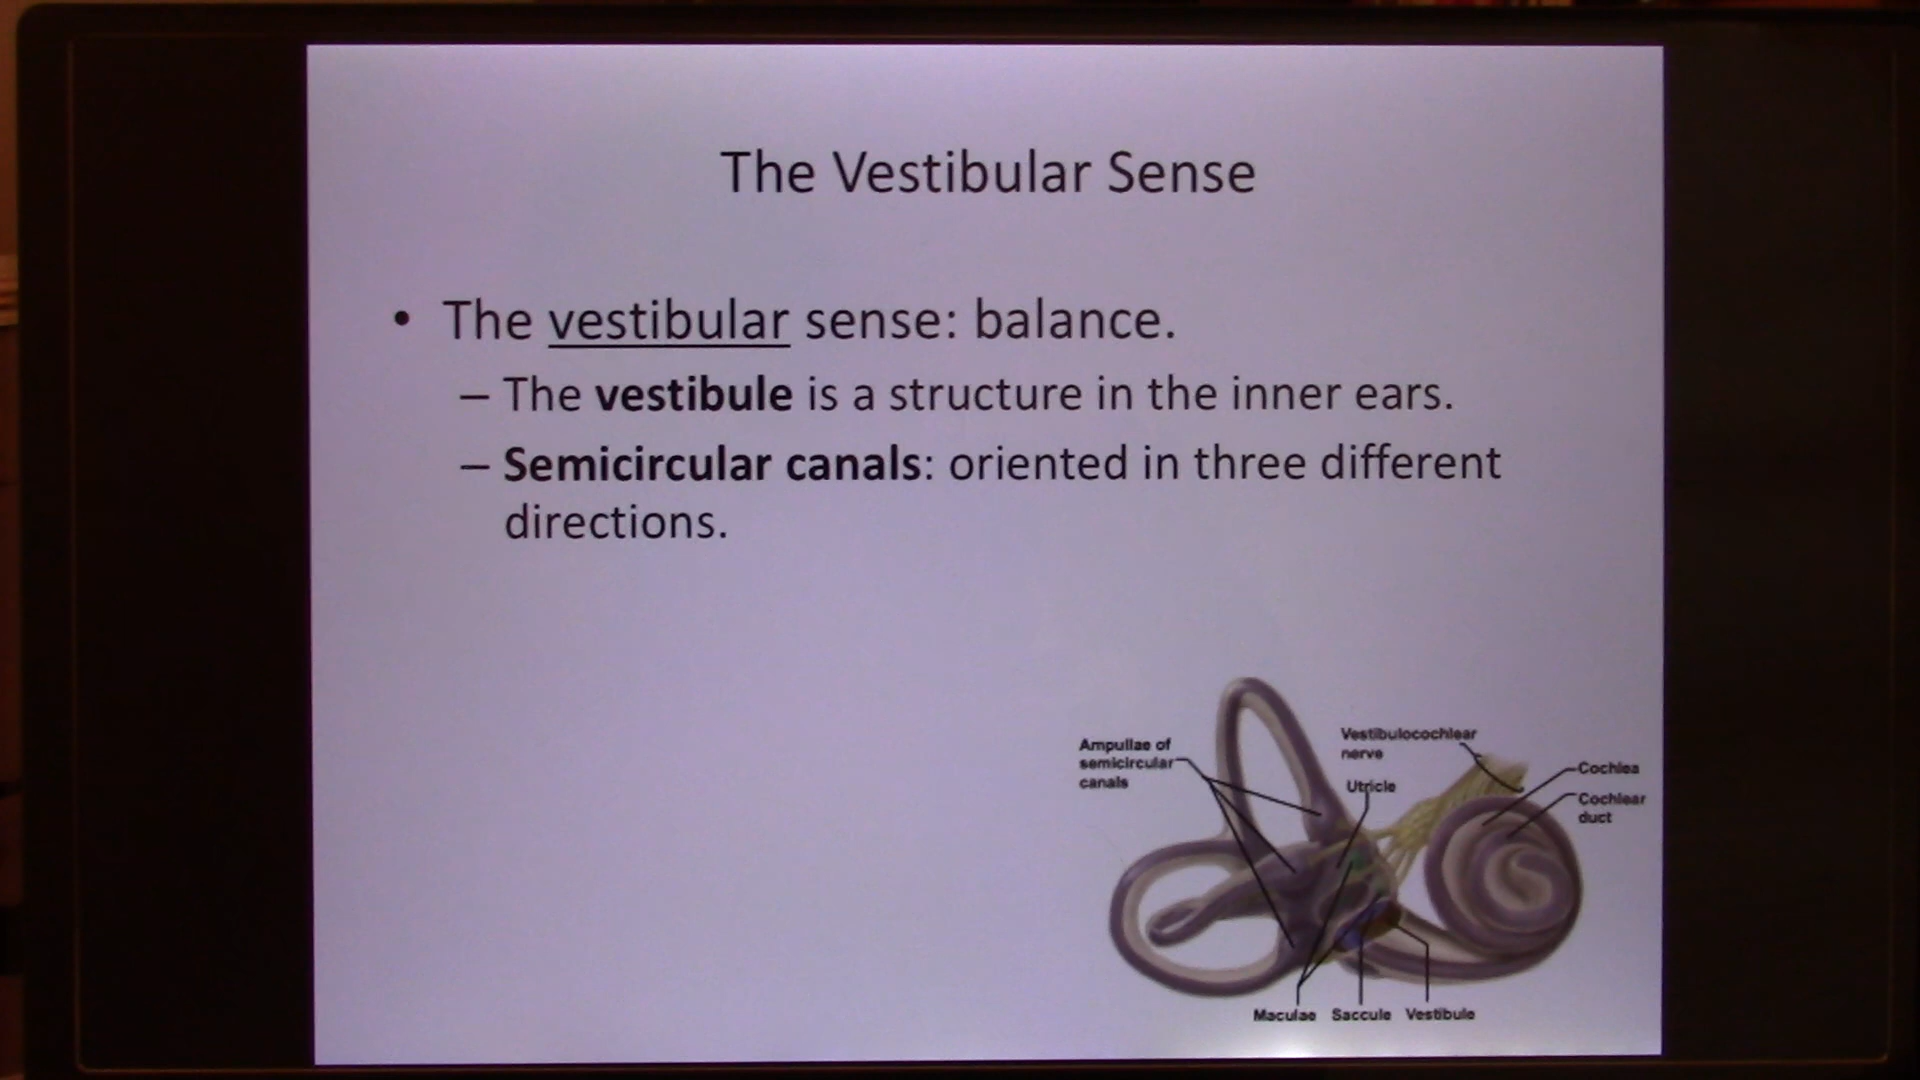 The Vestibular Sense
• The vestibular sense: balance.
– The vestibule is a structure in the inner ears.
– Semicircular canals: oriented in three different
directions.
Ampullae of
semicircular
canals
Vestibulocochlear
nerve
Utricle
Cochlea
Cochlear
duct
Maculae
Saccule
Vestibule